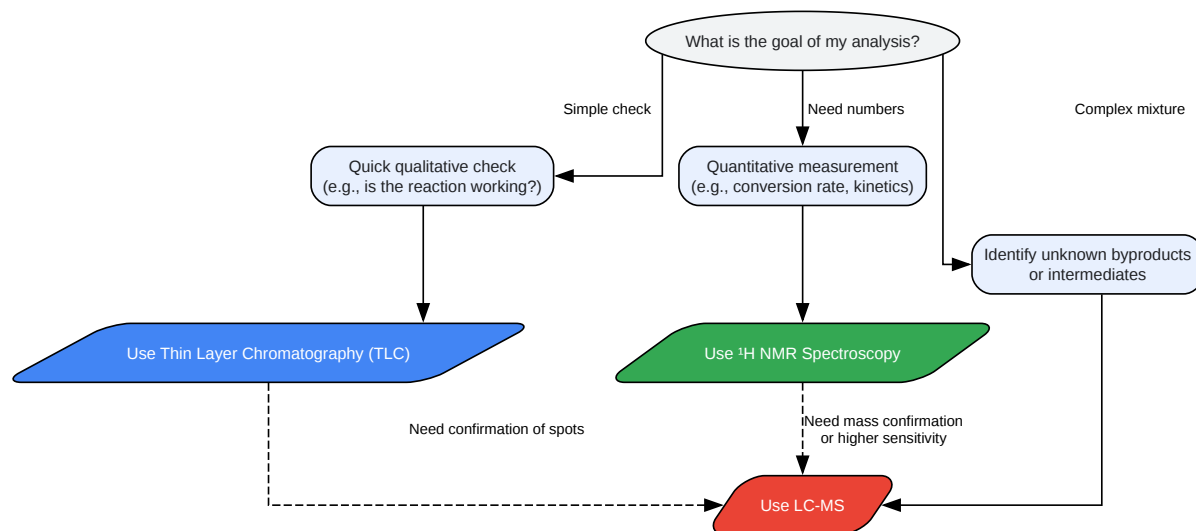 What is the goal of my analysis?
Simple check
Need numbers
Complex mixture
Quick qualitative check
(e.g., is the reaction working?)
Quantitative measurement
(e.g., conversion rate, kinetics)
Identify unknown byproducts
or intermediates
Use Thin Layer Chromatography (TLC)
Use ¹H NMR Spectroscopy
Need confirmation of spots
Need mass confirmation
or higher sensitivity
Use LC-MS